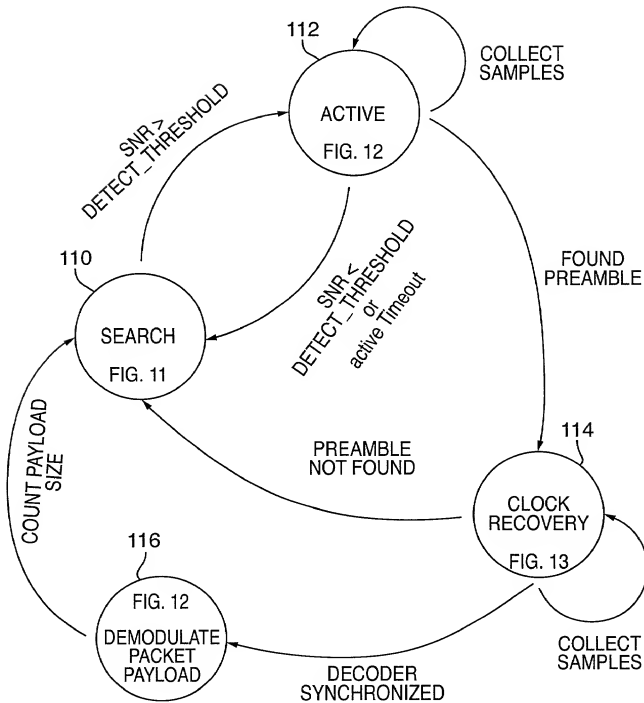 112
COLLECT
SAMPLES
ACTIVE
FIG. 12
SNR >
DETECT_THRESHOLD
110
SNR <
DETECT_THRESHOLD
or
active Timeout
FOUND
PREAMBLE
SEARCH
FIG. 11
PREAMBLE
NOT FOUND
114
CLOCK
RECOVERY
FIG. 13
COUNT PAYLOAD
SIZE
116
FIG. 12
DEMODULATE
PACKET
PAYLOAD
COLLECT
SAMPLES
DECODER
SYNCHRONIZED